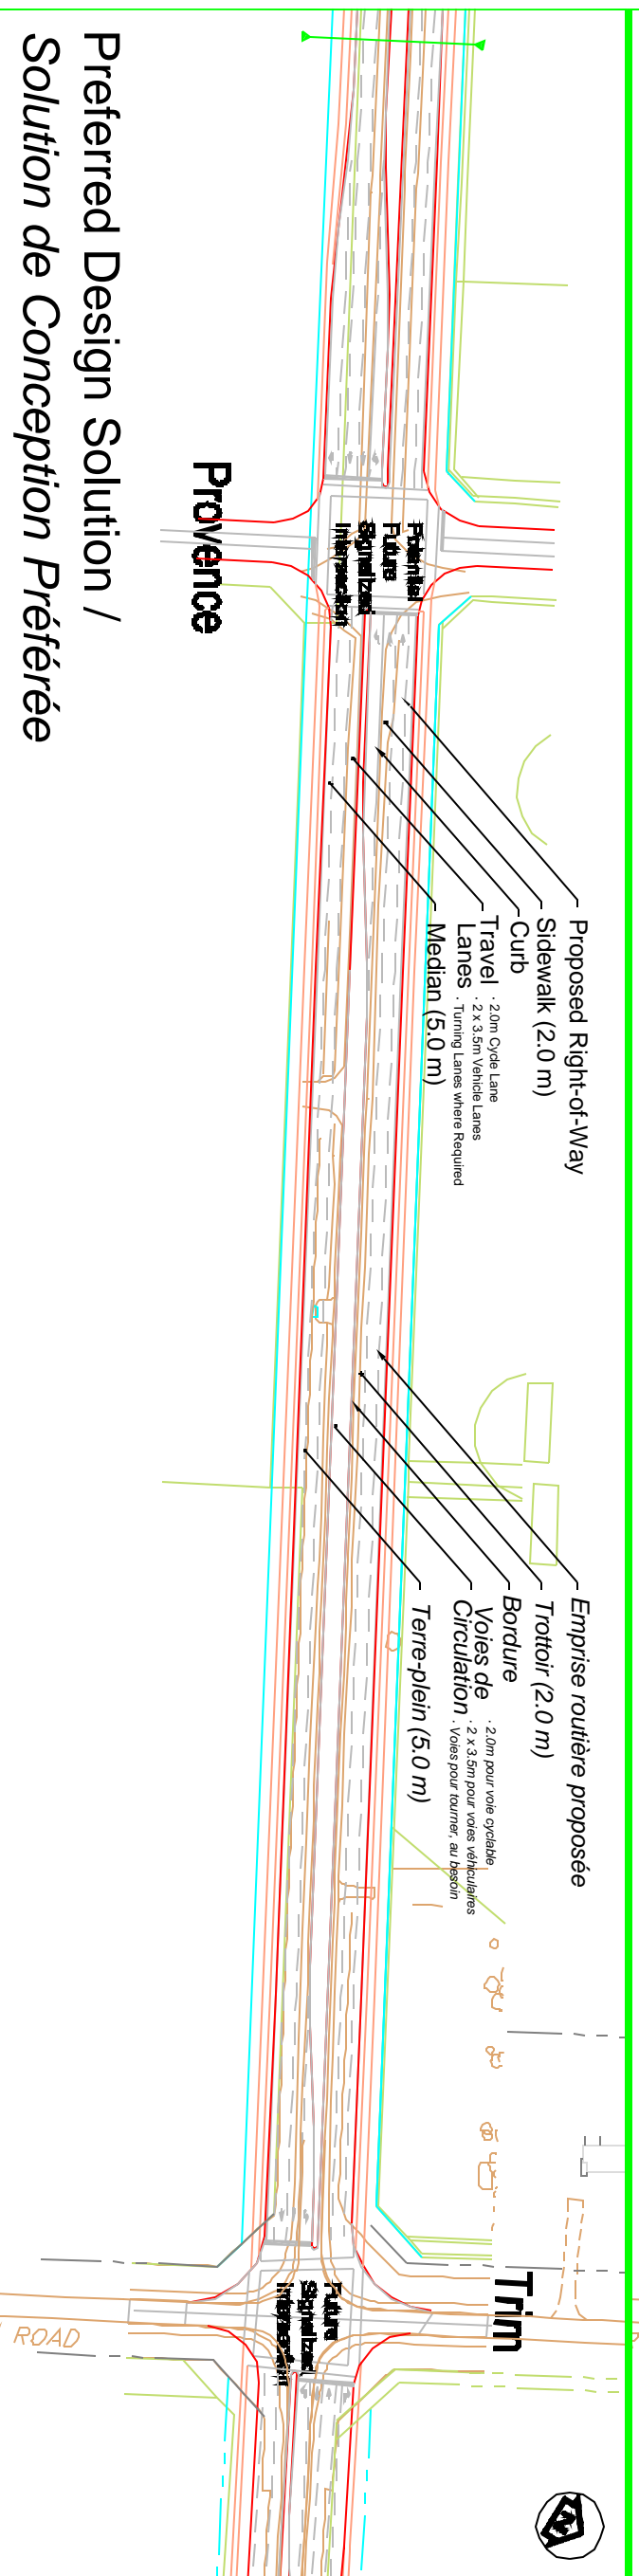 Preferred Design Solution /
Solution de Conception Préférée
Provence
Potential
Future
Signalized
Intersection
Proposed Right-of-Way
Sidewalk (2.0 m)
Curb
Travel
Lanes
· 2.0m Cycle Lane
· 2 x 3.5m Vehicle Lanes
· Turning Lanes where Required
Median (5.0 m)
Emprise routière proposée
Trottoir (2.0 m)
Bordure
Voies de
Circulation
· 2.0m pour voie cyclable
· 2 x 3.5m pour voies véhiculaires
· Voies pour tourner, au besoin
Terre-plein (5.0 m)
Trim
Future
Signalized
Intersection
ROAD